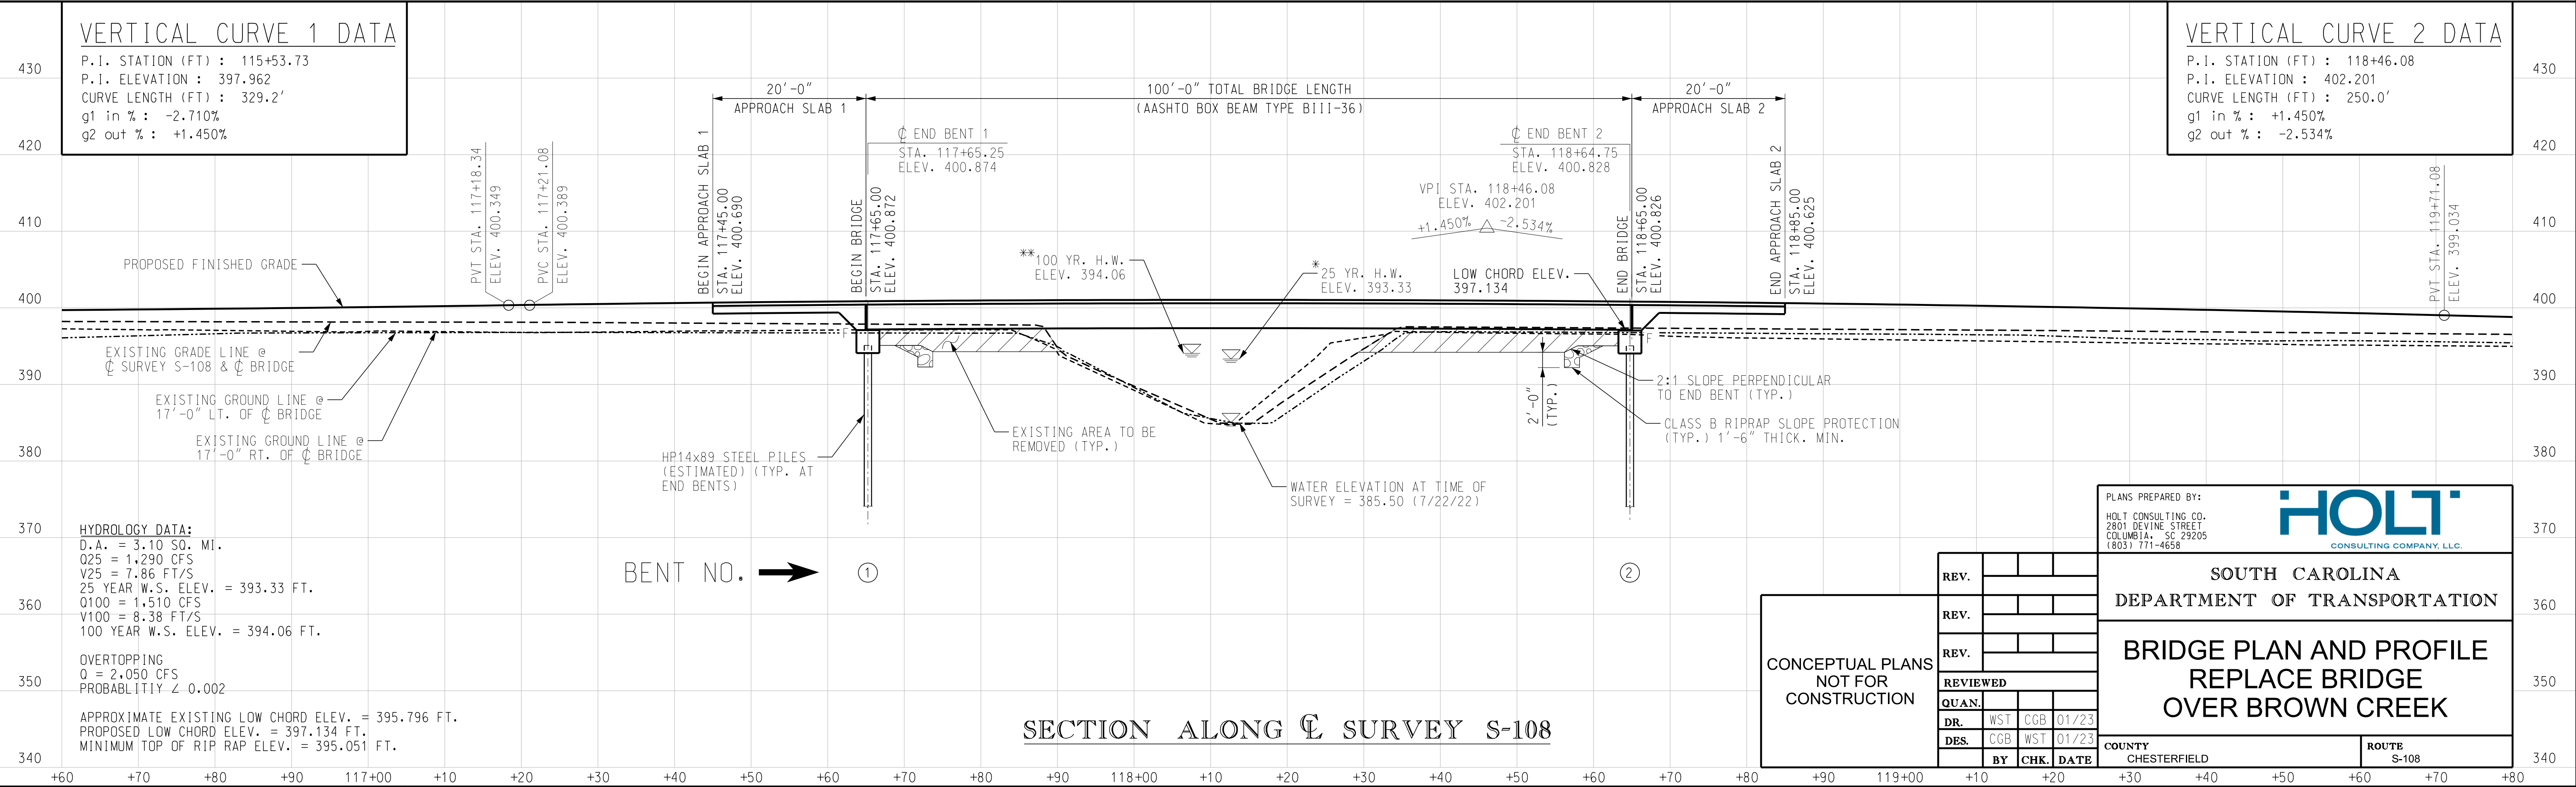 VERTICAL CURVE 1 DATA
P.I. STATION (FT) : 115+53.73
P.I. ELEVATION : 397.962
CURVE LENGTH (FT) : 329.2'
g1 in % : -2.710%
g2 out % : +1.450%
VERTICAL CURVE 2 DATA
P.I. STATION (FT) : 118+46.08
P.I. ELEVATION : 402.201
CURVE LENGTH (FT) : 250.0'
g1 in % : +1.450%
g2 out % : -2.534%
430
420
410
400
390
380
370
360
350
340
430
420
410
400
390
380
370
360
350
340
20'-0"
APPROACH SLAB 1
100'-0" TOTAL BRIDGE LENGTH
(AASHTO BOX BEAM TYPE BIII-36)
20'-0"
APPROACH SLAB 2
PVT STA. 117+18.34
ELEV. 400.349
PVC STA. 117+21.08
ELEV. 400.389
BEGIN APPROACH SLAB 1
STA. 117+45.00
ELEV. 400.690
BEGIN BRIDGE
STA. 117+65.00
ELEV. 400.872
℄ END BENT 1
STA. 117+65.25
ELEV. 400.874
℄ END BENT 2
STA. 118+64.75
ELEV. 400.828
VPI STA. 118+46.08
ELEV. 402.201
+1.450% △ -2.534%
END BRIDGE
STA. 118+65.00
ELEV. 400.826
END APPROACH SLAB 2
STA. 118+85.00
ELEV. 400.625
PVT STA. 119+71.08
ELEV. 399.034
PROPOSED FINISHED GRADE
**100 YR. H.W.
ELEV. 394.06
*
25 YR. H.W.
ELEV. 393.33
LOW CHORD ELEV.
397.134
F
F
EXISTING GRADE LINE @
℄ SURVEY S-108 & ℄ BRIDGE
EXISTING GROUND LINE @
17'-0" LT. OF ℄ BRIDGE
EXISTING GROUND LINE @
17'-0" RT. OF ℄ BRIDGE
HP14x89 STEEL PILES
(ESTIMATED) (TYP. AT
END BENTS)
EXISTING AREA TO BE
REMOVED (TYP.)
WATER ELEVATION AT TIME OF
SURVEY = 385.50 (7/22/22)
2'-0"
(TYP.)
2:1 SLOPE PERPENDICULAR
TO END BENT (TYP.)
CLASS B RIPRAP SLOPE PROTECTION
(TYP.) 1'-6" THICK. MIN.
HYDROLOGY DATA:
D.A. = 3.10 SQ. MI.
Q25 = 1,290 CFS
V25 = 7.86 FT/S
25 YEAR W.S. ELEV. = 393.33 FT.
Q100 = 1,510 CFS
V100 = 8.38 FT/S
100 YEAR W.S. ELEV. = 394.06 FT.
OVERTOPPING
Q = 2,050 CFS
PROBABLITIY ∠ 0.002
APPROXIMATE EXISTING LOW CHORD ELEV. = 395.796 FT.
PROPOSED LOW CHORD ELEV. = 397.134 FT.
MINIMUM TOP OF RIP RAP ELEV. = 395.051 FT.
BENT NO.
1
2
SECTION ALONG ℄ SURVEY S-108
CONCEPTUAL PLANS
NOT FOR
CONSTRUCTION
REV.
REV.
REV.
REVIEWED
QUAN.
DR. WST CGB 01/23
DES. CGB WST 01/23
BY CHK. DATE
PLANS PREPARED BY:
HOLT CONSULTING CO.
2801 DEVINE STREET
COLUMBIA, SC 29205
(803) 771-4658
HOLT
CONSULTING COMPANY, LLC.
SOUTH CAROLINA
DEPARTMENT OF TRANSPORTATION
BRIDGE PLAN AND PROFILE
REPLACE BRIDGE
OVER BROWN CREEK
COUNTY
CHESTERFIELD
ROUTE
S-108
+60 +70 +80 +90 117+00 +10 +20 +30 +40 +50 +60 +70 +80 +90 118+00 +10 +20 +30 +40 +50 +60 +70 +80 +90 119+00 +10 +20 +30 +40 +50 +60 +70 +80